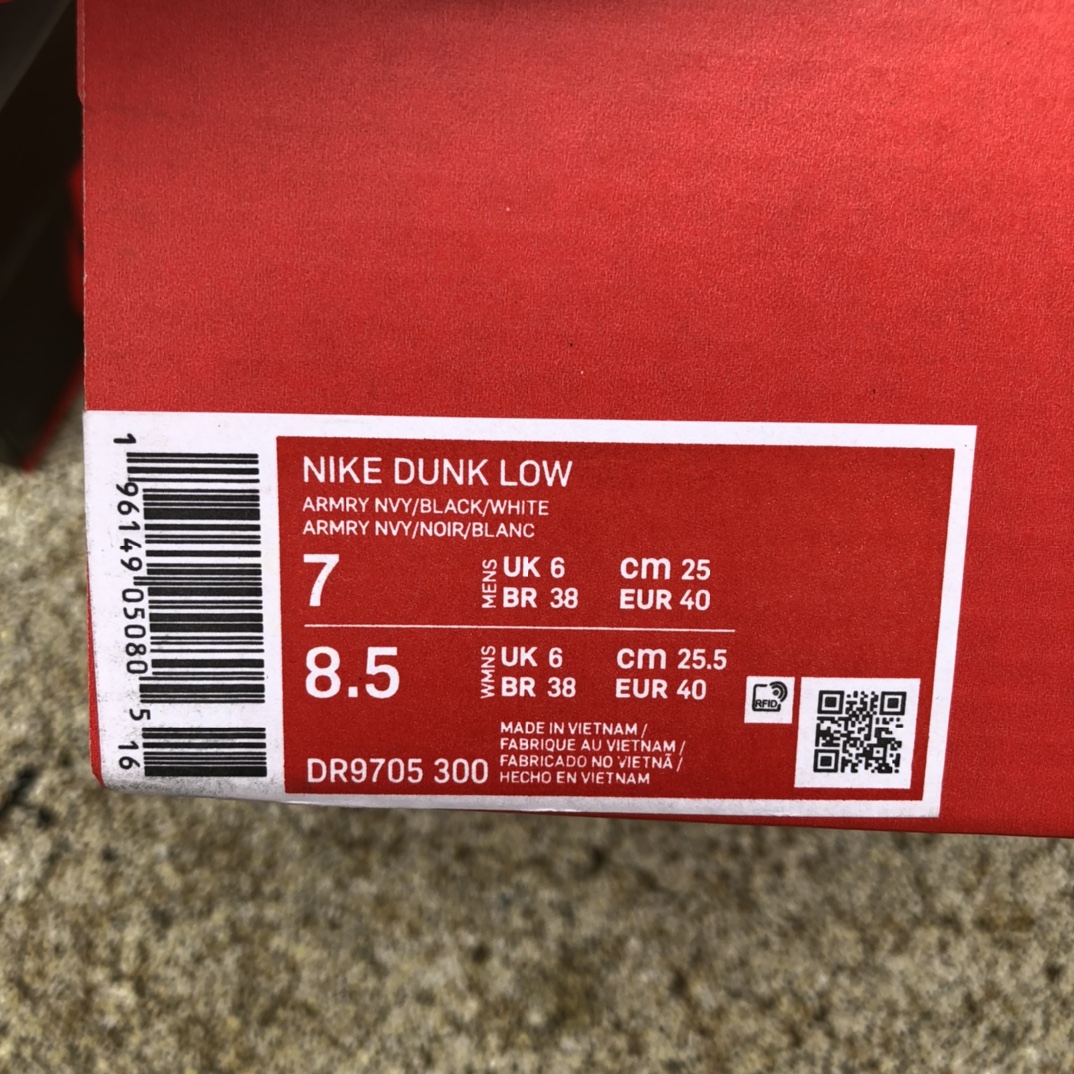 NIKE DUNK LOW
ARMRY NVY/BLACK/WHITE
ARMRY NVY/NOIR/BLANC
7
MENS
UK 6 cm 25
BR 38 EUR 40
8.5
WMNS
UK 6 cm 25.5
BR 38 EUR 40
RFID
MADE IN VIETNAM /
FABRIQUE AU VIETNAM /
FABRICADO NO VIETNÃ /
HECHO EN VIETNAM
DR9705 300
1 96149 05080 5 16